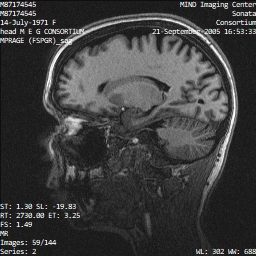 M87174545
M87174545
14-July-1971 F
head M E G CONSORTIUM
MPRAGE (FSPGR)_sag
MIND Imaging Center
Sonata
Consortium
21-September-2005 16:53:33
ST: 1.30 SL: -19.83
RT: 2730.00 ET: 3.25
FS: 1.49
MR
Images: 59/144
Series: 2
WL: 302 WW: 688